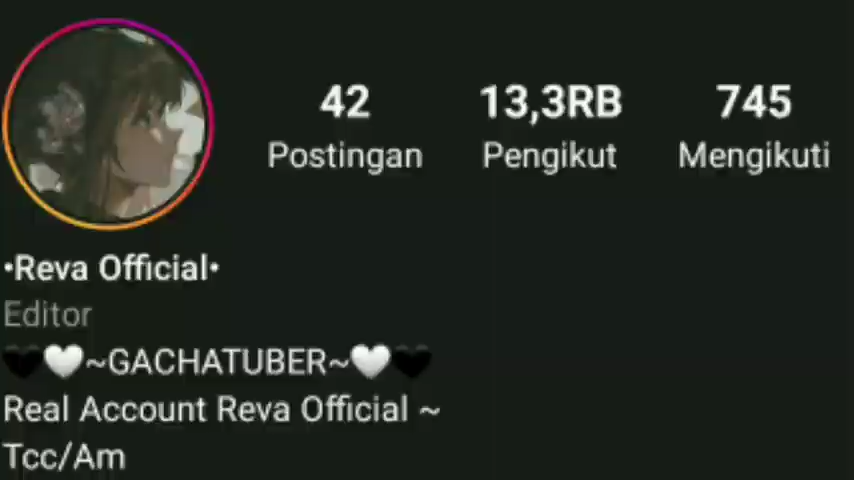 42 13,3RB 745
Postingan Pengikut Mengikuti
•Reva Official•
Editor
🖤🤍~GACHATUBER~🤍🖤
Real Account Reva Official ~
Tcc/Am